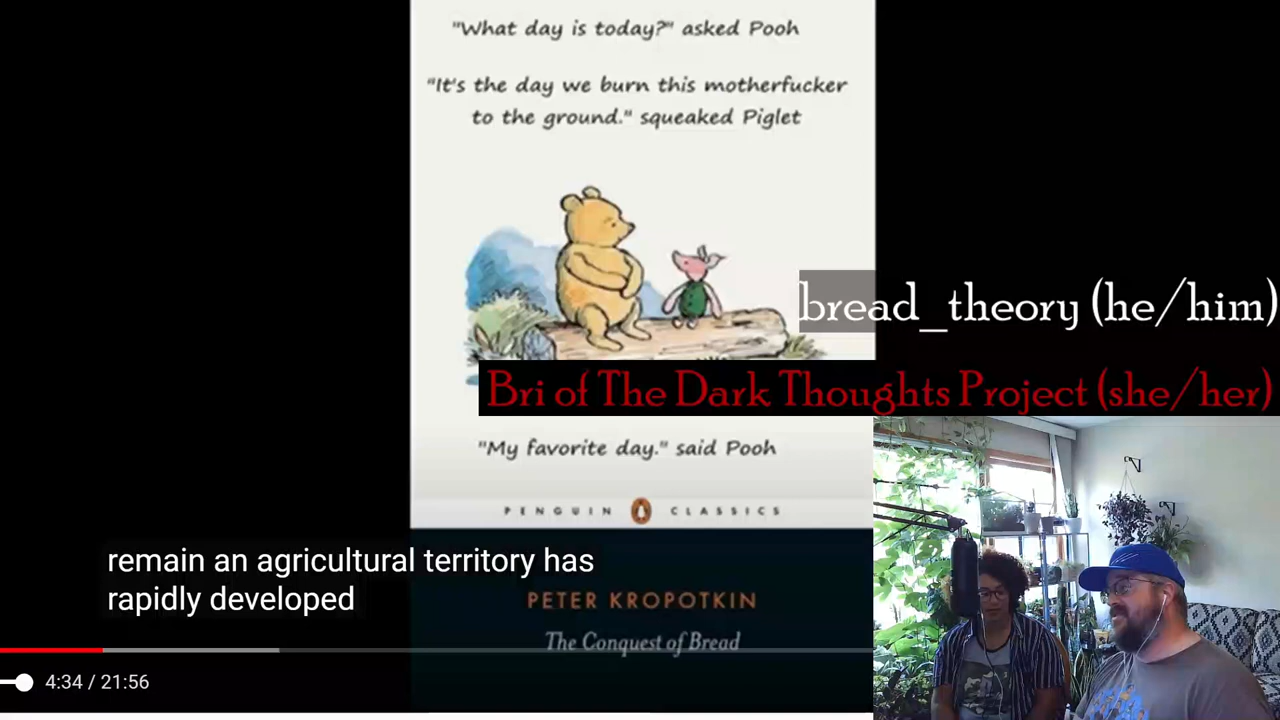 "What day is today?" asked Pooh
"It's the day we burn this motherfucker
to the ground." squeaked Piglet
bread_theory (he/him)
Bri of The Dark Thoughts Project (she/her)
"My favorite day." said Pooh
PENGUIN CLASSICS
remain an agricultural territory has
rapidly developed
PETER KROPOTKIN
The Conquest of Bread
4:34 / 21:56